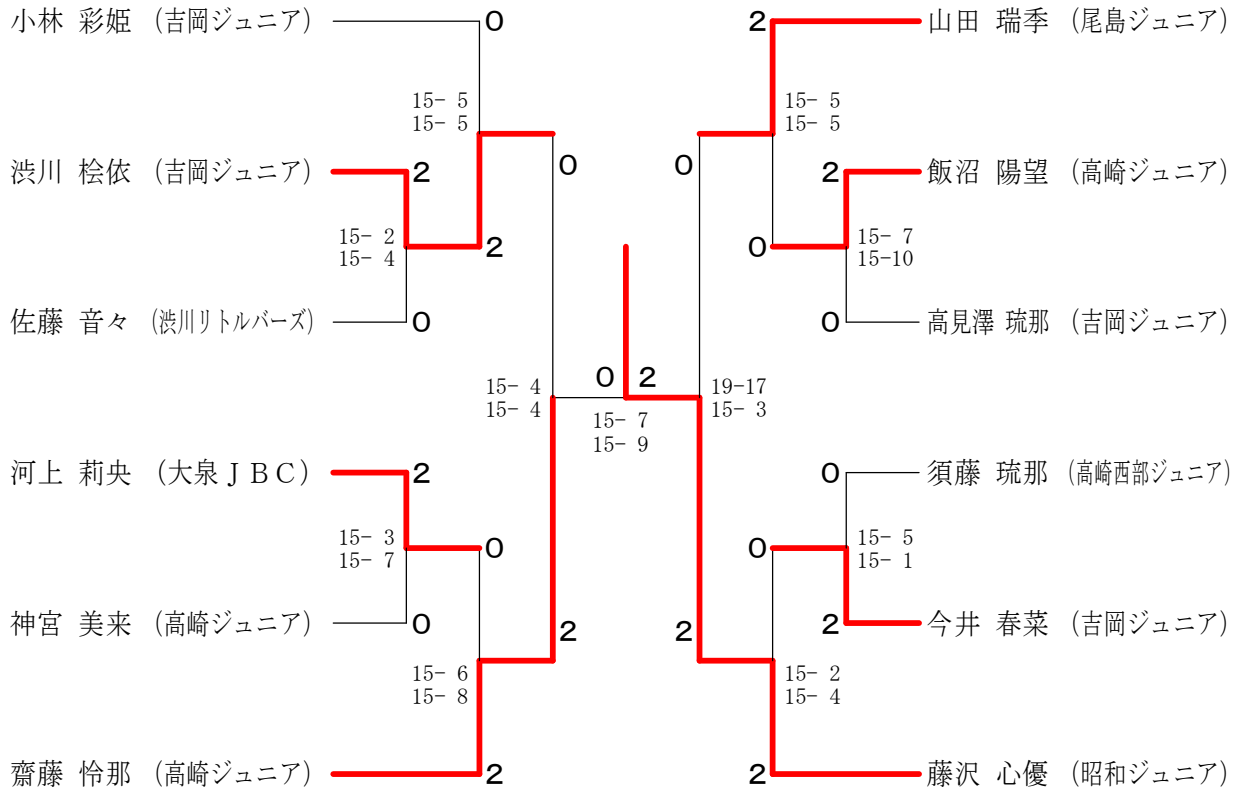 小林 彩姫 （吉岡ジュニア） 0 2 山田 瑞季 （尾島ジュニア）
15- 5 15- 5
15- 5 15- 5
渋川 桧依 （吉岡ジュニア） 2 0 0 2 飯沼 陽望 （高崎ジュニア）
15- 2 2 0 15- 7
15- 4 15-10
佐藤 音々 （渋川リトルバーズ） 0 0 高見澤 琉那 （吉岡ジュニア）
15- 4 0 2 19-17
15- 4 15- 7 15- 3
15- 9
河上 莉央 （大泉ＪＢＣ） 2 0 須藤 琉那 （高崎西部ジュニア）
15- 3 0 0 15- 5
15- 7 15- 1
神宮 美来 （高崎ジュニア） 0 2 2 2 今井 春菜 （吉岡ジュニア）
15- 6 15- 2
15- 8 15- 4
齋藤 怜那 （高崎ジュニア） 2 2 藤沢 心優 （昭和ジュニア）